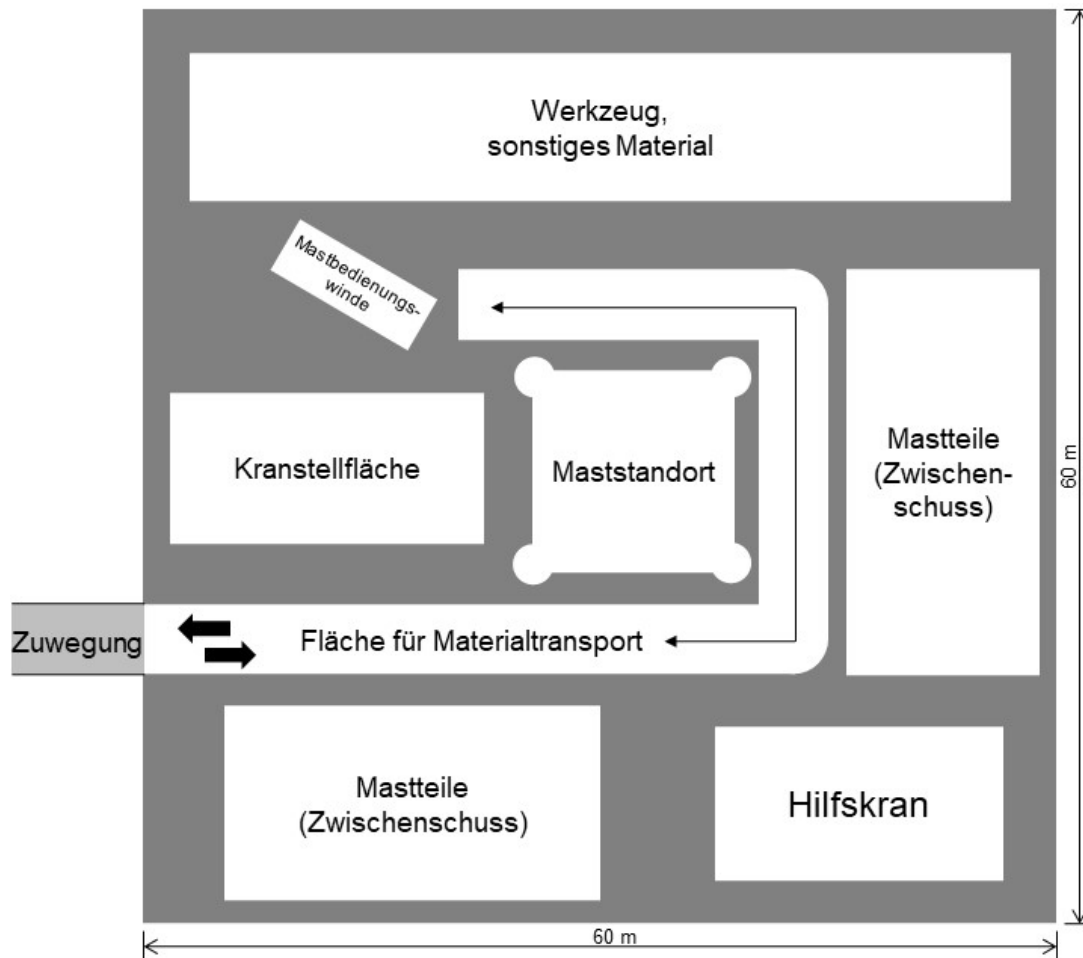 Werkzeug,
sonstiges Material
Mastbedienungs-
winde
Kranstellfläche
Maststandort
Mastteile
(Zwischen-
schuss)
60 m
Zuwegung
Fläche für Materialtransport
Mastteile
(Zwischenschuss)
Hilfskran
60 m